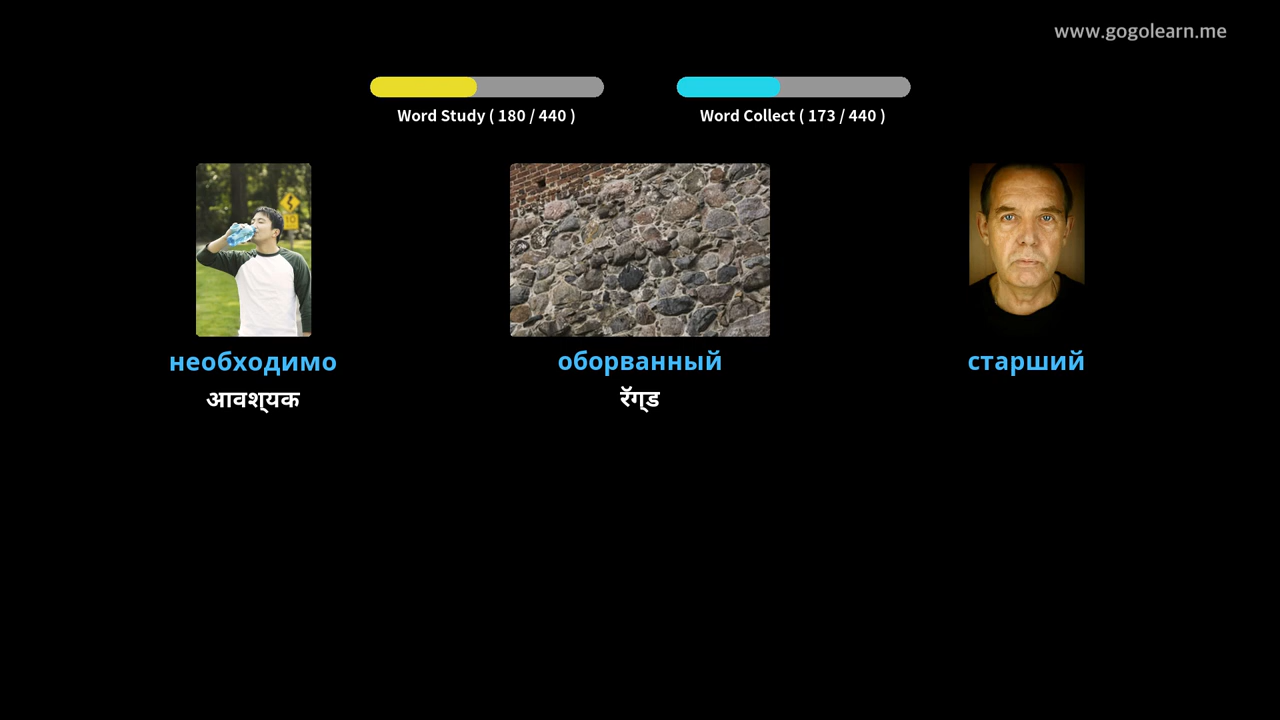 www.gogolearn.me
Word Study ( 180 / 440 )
Word Collect ( 173 / 440 )
необходимо
оборванный
старший
आवश्यक
रॅग्ड